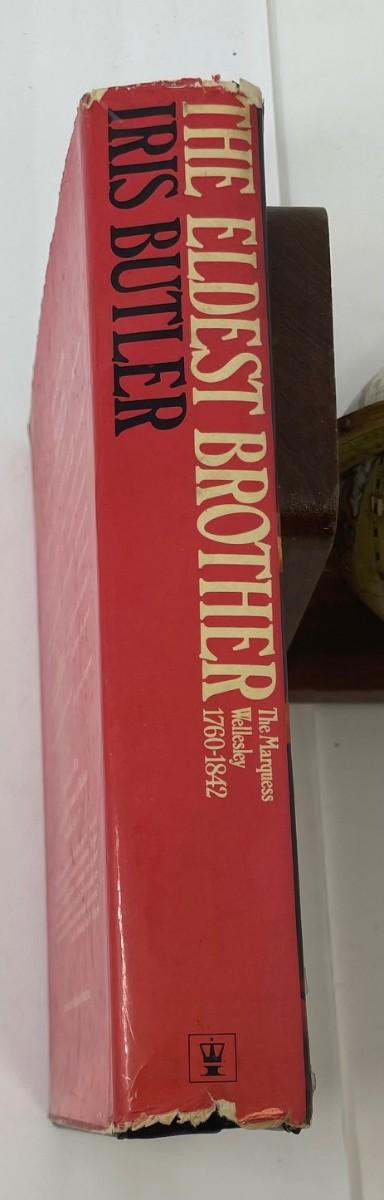 THE ELDEST BROTHER
The Marquess
Wellesley
1760-1842
IRIS BUTLER